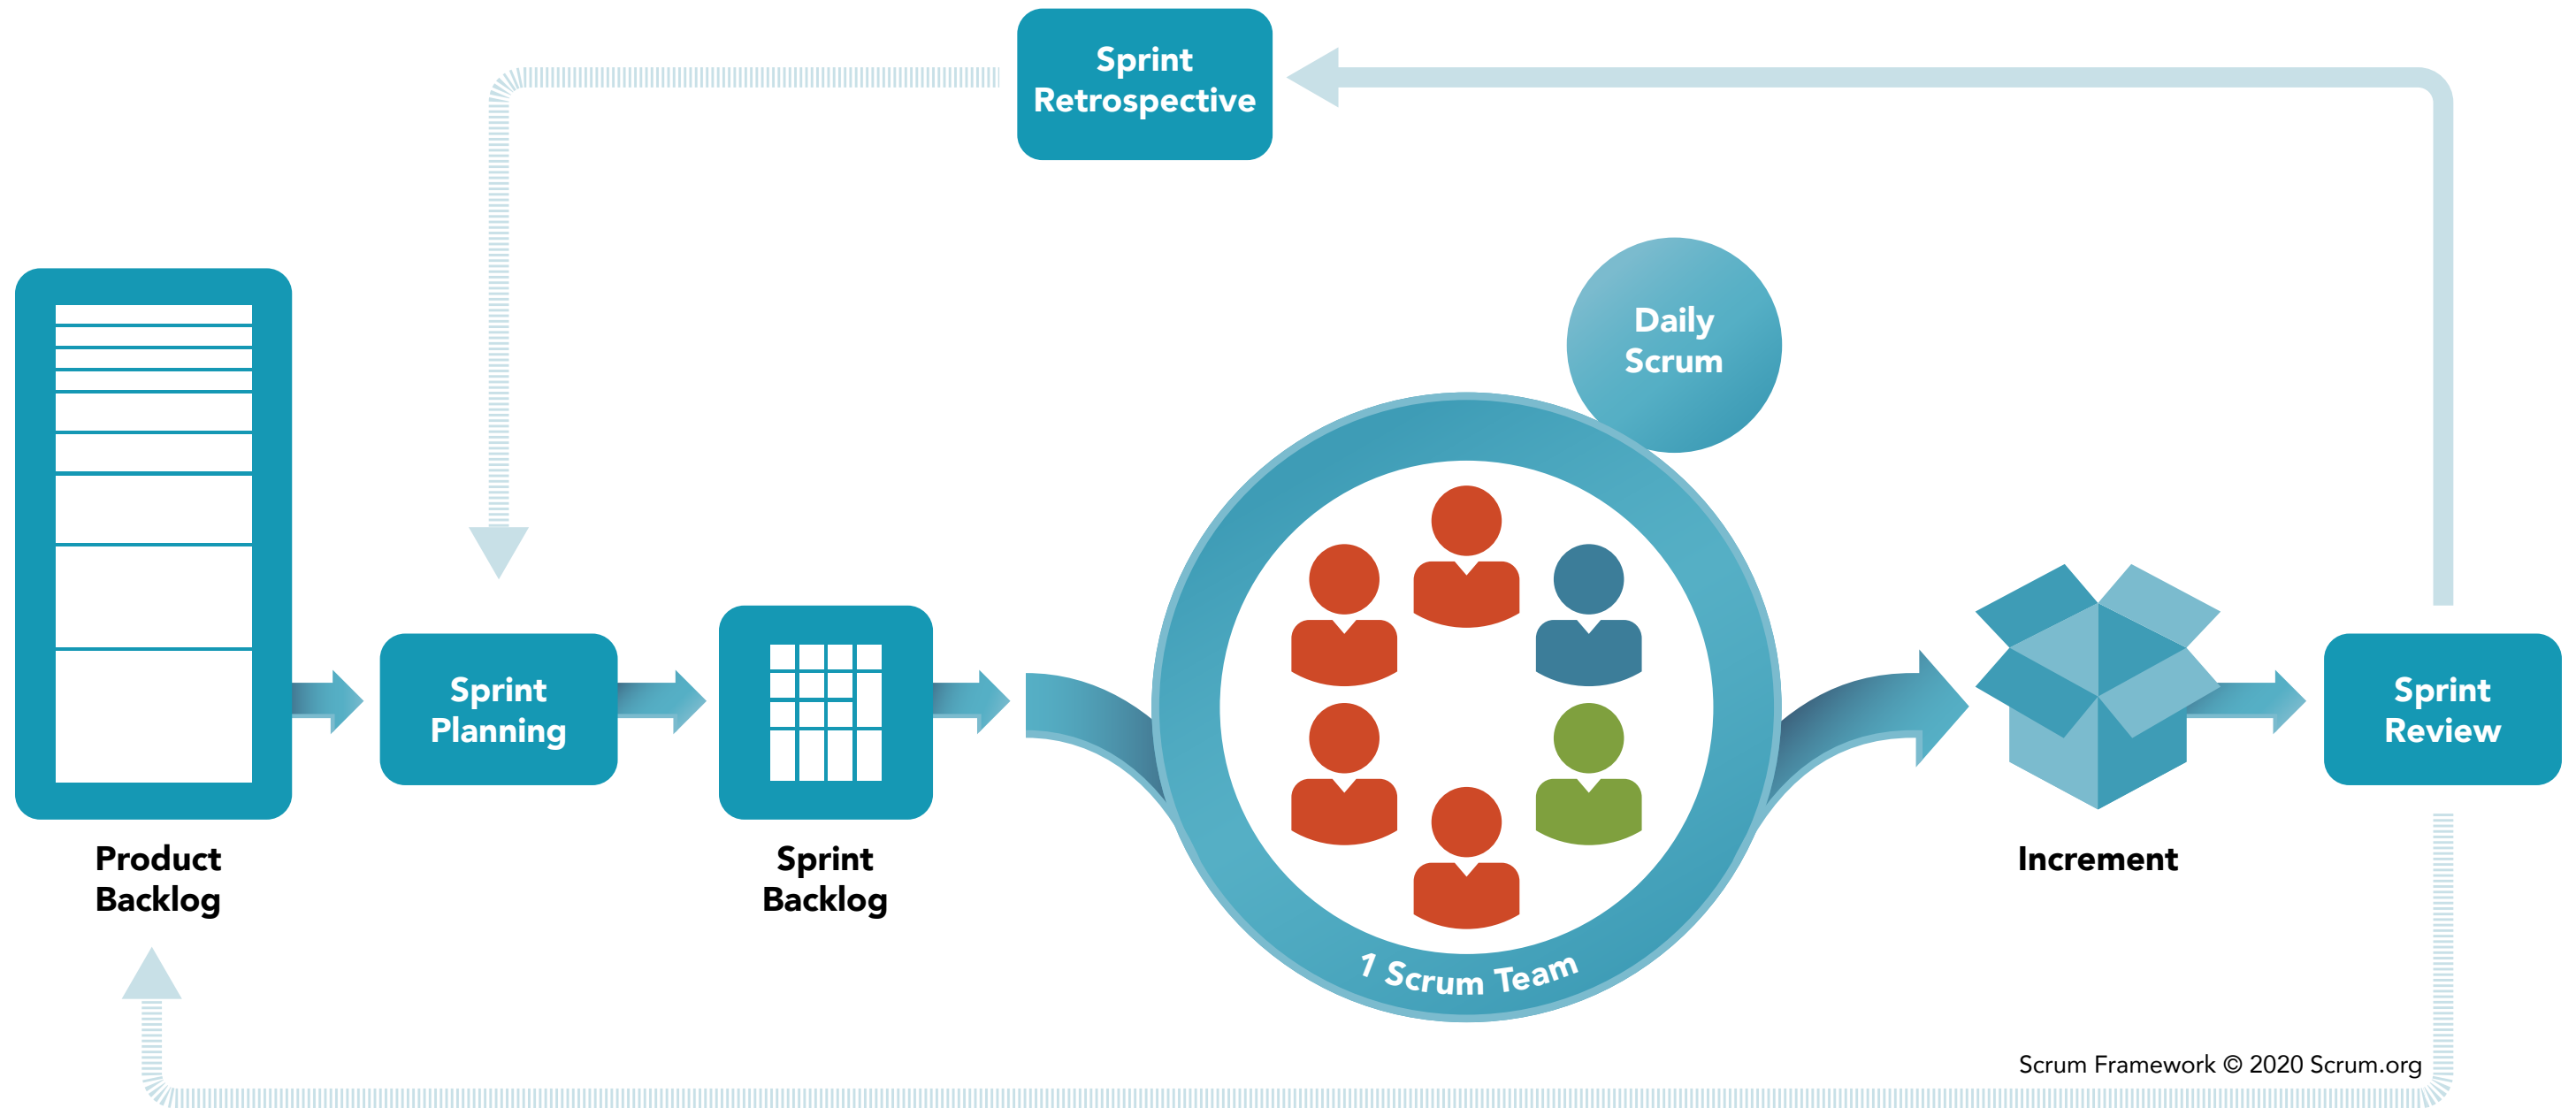 Sprint
Retrospective
Daily
Scrum
Sprint
Planning
Sprint
Review
Product
Backlog
Sprint
Backlog
Increment
1 Scrum Team
Scrum Framework © 2020 Scrum.org